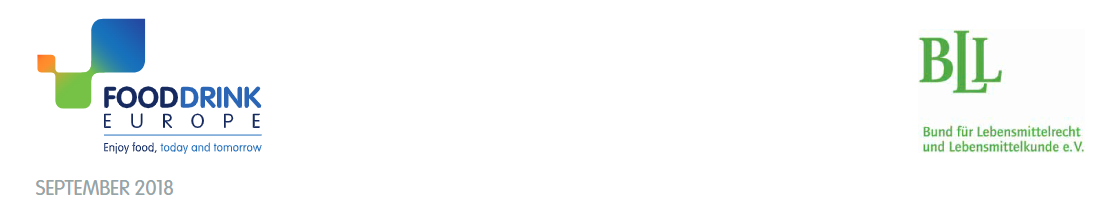 FOODDRINK
EUROPE
Enjoy food, today and tomorrow
BLL
Bund für Lebensmittelrecht
und Lebensmittelkunde e.V.
SEPTEMBER 2018